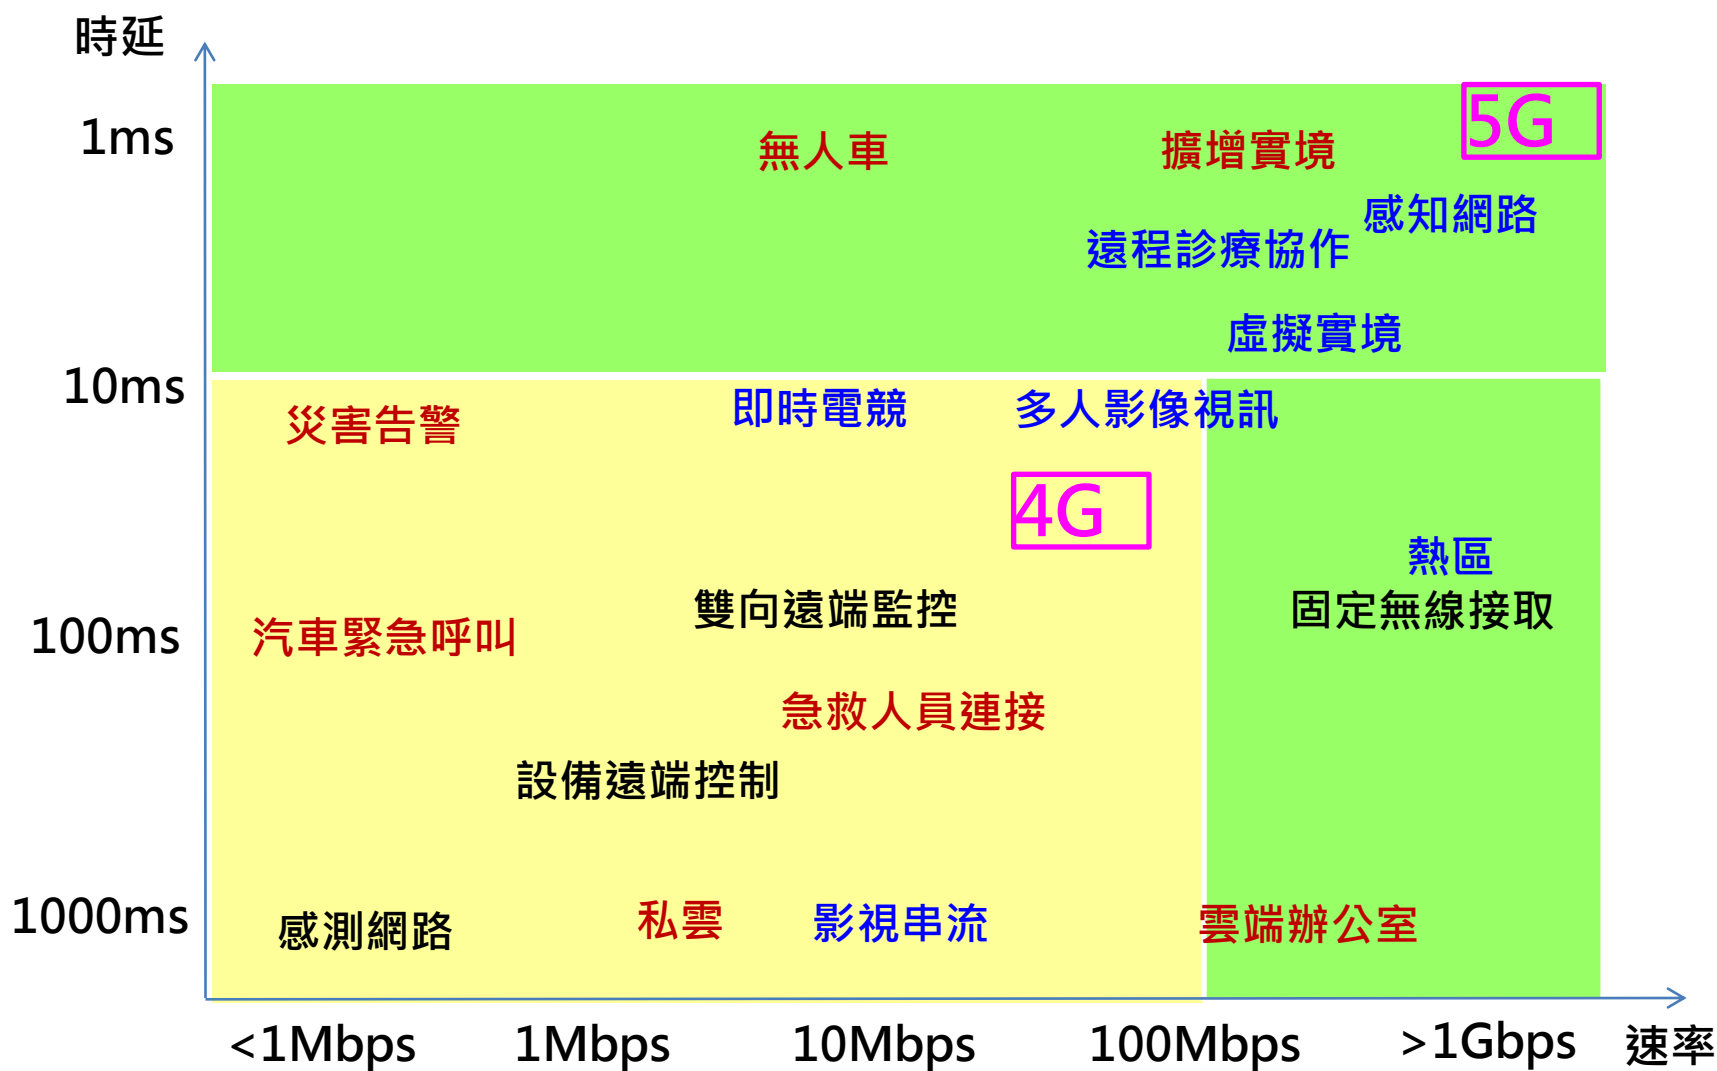 時延
1ms
無人車
擴增實境
5G
感知網路
遠程診療協作
虛擬實境
10ms
災害告警
即時電競
多人影像視訊
4G
熱區
100ms
汽車緊急呼叫
雙向遠端監控
固定無線接取
急救人員連接
設備遠端控制
1000ms
感測網路
私雲
影視串流
雲端辦公室
<1Mbps
1Mbps
10Mbps
100Mbps
>1Gbps
速率